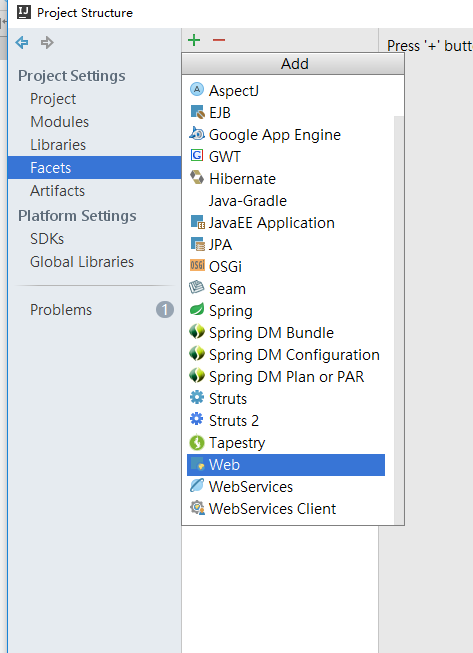 Project Structure
Project Settings
Project
Modules
Libraries
Facets
Artifacts
Platform Settings
SDKs
Global Libraries
Problems
1
Add
AspectJ
EJB
Google App Engine
GWT
Hibernate
Java-Gradle
JavaEE Application
JPA
OSGi
Seam
Spring
Spring DM Bundle
Spring DM Configuration
Spring DM Plan or PAR
Struts
Struts 2
Tapestry
Web
WebServices
WebServices Client
Press '+' butt